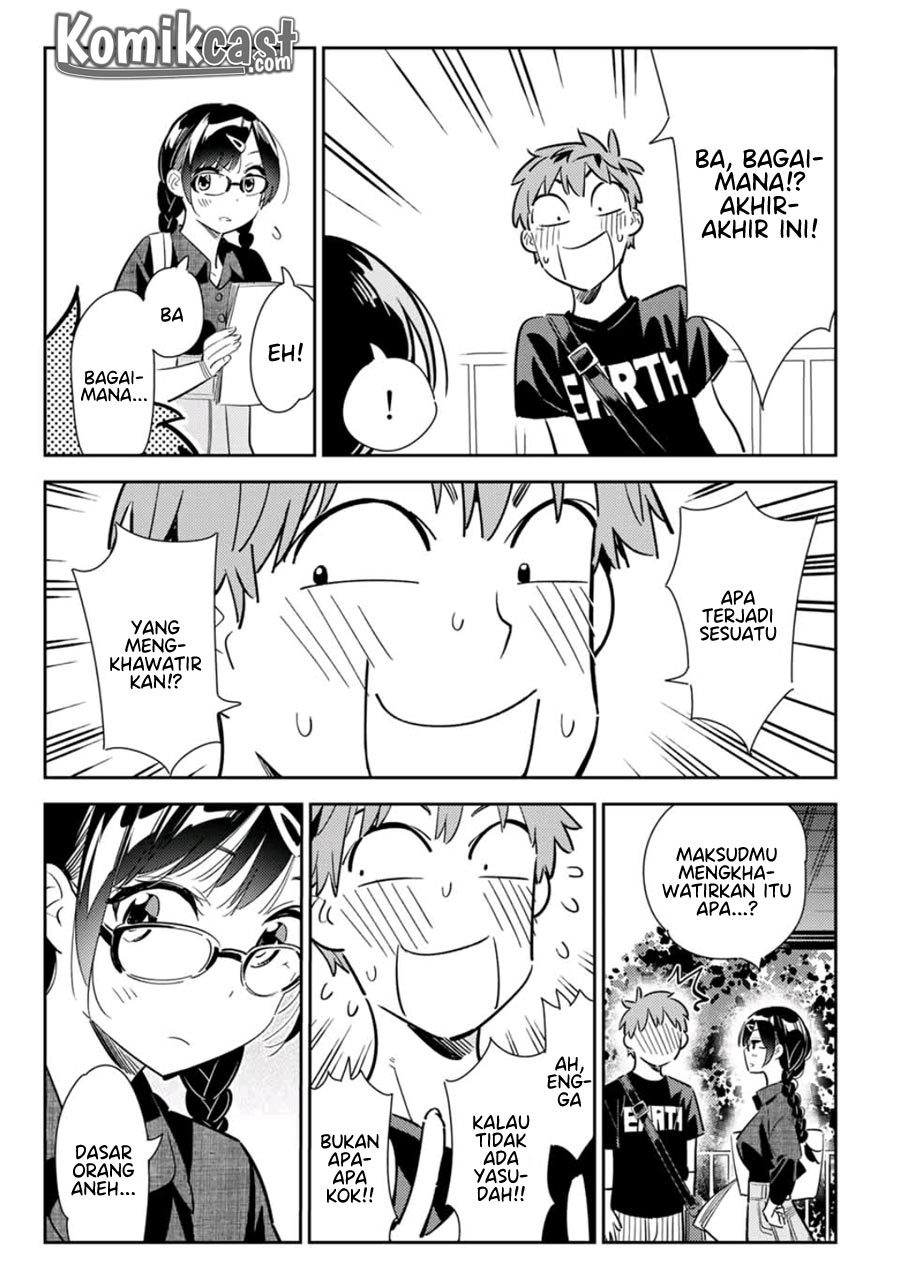 Komikcast
.com
BA, BAGAI-
MANA!?
AKHIR-
AKHIR INI!
EARTH
!
EH!
BA
BAGAI-
MANA...
APA
TERJADI
SESUATU
YANG
MENG-
KHAWATIR
KAN!?
MAKSUDMU
MENGKHA-
WATIRKAN ITU
APA...?
EARTH
AH,
ENG-
GA
KALAU
TIDAK
ADA
YASU-
DAH!!
BUKAN
APA-
APA
KOK!!
DASAR
ORANG
ANEH...